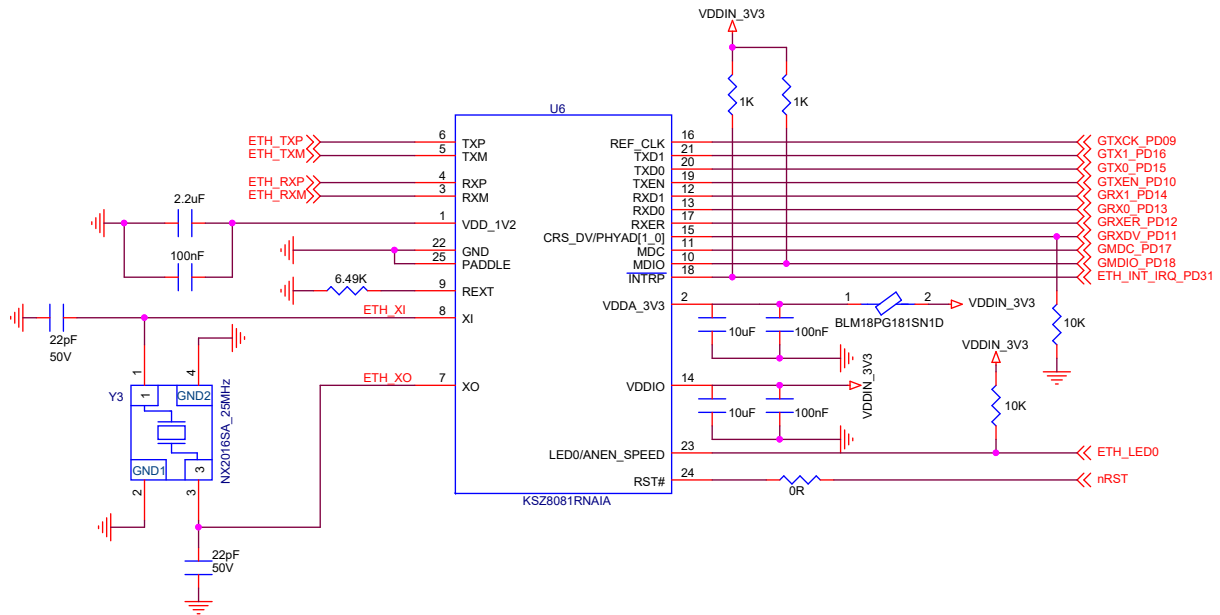 VDDIN_3V3
1K
1K
U6
ETH_TXP
6
TXP
REF_CLK
16
GTXCK_PD09
ETH_TXM
5
TXM
TXD1
21
GTX1_PD16
TXD0
20
GTX0_PD15
ETH_RXP
4
RXP
TXEN
19
GTXEN_PD10
ETH_RXM
3
RXM
RXD1
12
GRX1_PD14
RXD0
13
GRX0_PD13
2.2uF
1
VDD_1V2
RXER
17
GRXER_PD12
CRS_DV/PHYAD[1_0]
15
GRXDV_PD11
100nF
22
GND
MDC
11
GMDC_PD17
25
PADDLE
MDIO
10
GMDIO_PD18
INTRP
18
ETH_INT_IRQ_PD31
6.49K
9
REXT
VDDA_3V3
2
1
2
VDDIN_3V3
BLM18PG181SN1D
ETH_XI
8
XI
22pF
50V
10uF
100nF
10K
VDDIN_3V3
1
4
Y3
1
GND2
GND1
3
NX2016SA_25MHz
2
3
ETH_XO
7
XO
VDDIO
14
VDDIN_3V3
10uF
100nF
10K
LED0/ANEN_SPEED
23
ETH_LED0
RST#
24
0R
nRST
KSZ8081RNAIA
22pF
50V